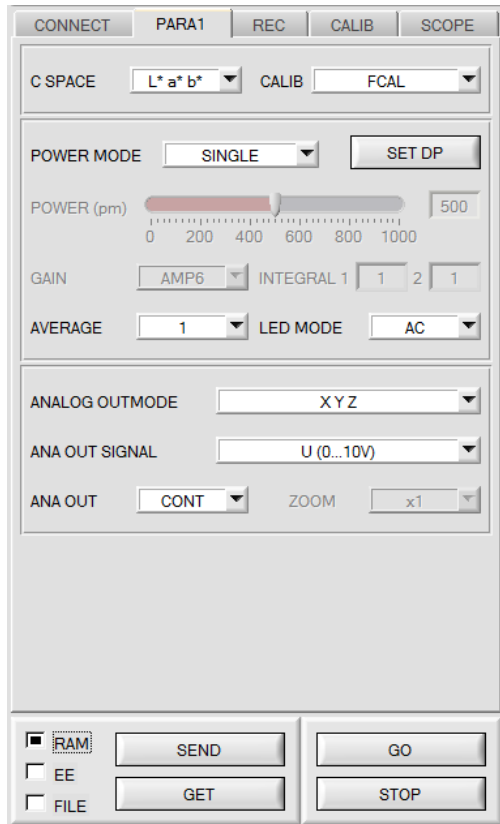 CONNECT PARA1 REC CALIB SCOPE
C SPACE L* a* b* CALIB FCAL
POWER MODE SINGLE SET DP
POWER (pm) 500
0 200 400 600 800 1000
GAIN AMP6 INTEGRAL 1 1 2 1
AVERAGE 1 LED MODE AC
ANALOG OUTMODE X Y Z
ANA OUT SIGNAL U (0...10V)
ANA OUT CONT ZOOM x1
RAM SEND GO
EE
GET STOP
FILE